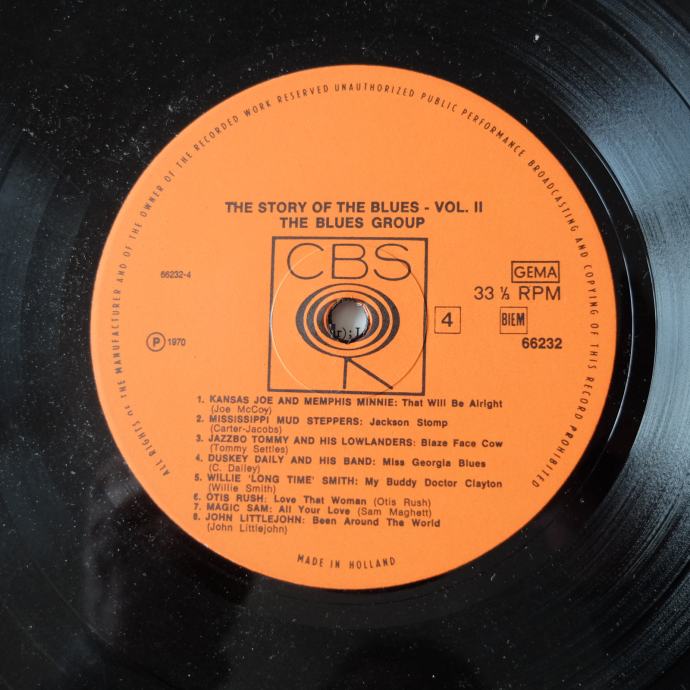 ALL RIGHTS OF THE MANUFACTURER AND OF THE OWNER OF THE RECORDED WORK RESERVED UNAUTHORIZED PUBLIC PERFORMANCE BROADCASTING AND COPYING OF THIS RECORD PROHIBITED
THE STORY OF THE BLUES - VOL. II
THE BLUES GROUP
CBS
66232-4
GEMA
33 ⅓ RPM
4
BIEM
66232
Ⓟ 1970
1. KANSAS JOE AND MEMPHIS MINNIE: That Will Be Alright
(Joe McCoy)
2. MISSISSIPPI MUD STEPPERS: Jackson Stomp
(Carter-Jacobs)
3. JAZZBO TOMMY AND HIS LOWLANDERS: Blaze Face Cow
(Tommy Settles)
4. DUSKEY DAILY AND HIS BAND: Miss Georgia Blues
(C. Dailey)
5. WILLIE 'LONG TIME' SMITH: My Buddy Doctor Clayton
(Willie Smith)
6. OTIS RUSH: Love That Woman (Otis Rush)
7. MAGIC SAM: All Your Love (Sam Maghett)
8. JOHN LITTLEJOHN: Been Around The World
(John Littlejohn)
MADE IN HOLLAND